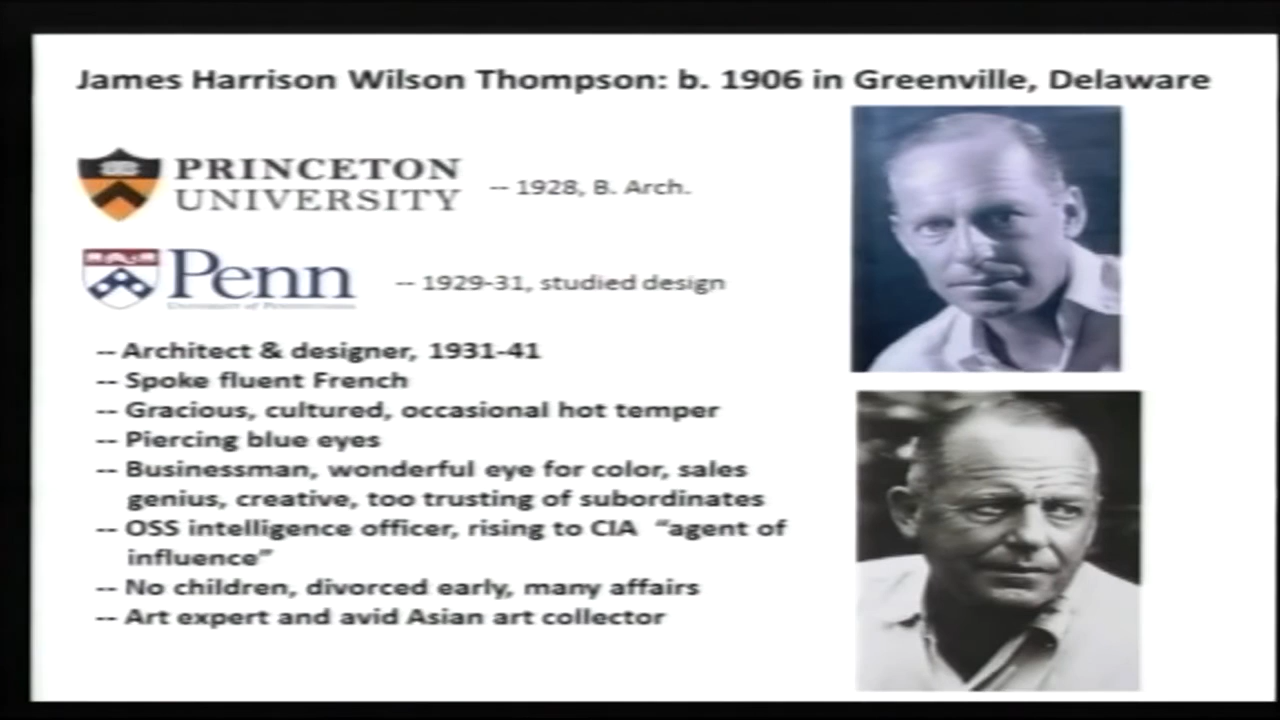 James Harrison Wilson Thompson: b. 1906 in Greenville, Delaware
PRINCETON
UNIVERSITY
-- 1928, B. Arch.
Penn
University of Pennsylvania
-- 1929-31, studied design
-- Architect & designer, 1931-41
-- Spoke fluent French
-- Gracious, cultured, occasional hot temper
-- Piercing blue eyes
-- Businessman, wonderful eye for color, sales
genius, creative, too trusting of subordinates
-- OSS intelligence officer, rising to CIA “agent of
influence”
-- No children, divorced early, many affairs
-- Art expert and avid Asian art collector